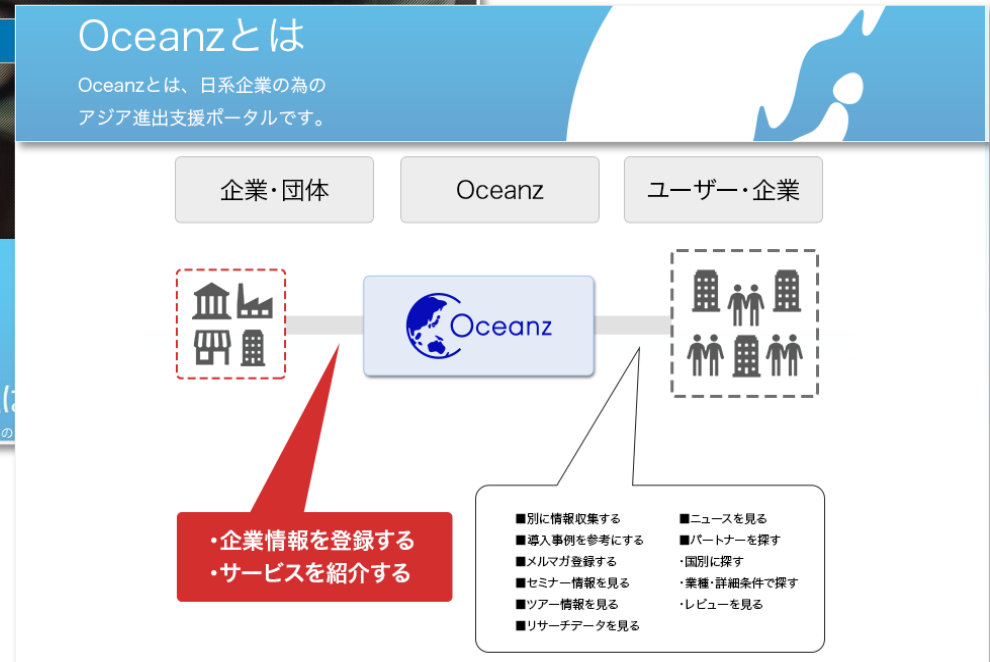 Oceanzとは
Oceanzとは、日系企業の為の
アジア進出支援ポータルです。
企業・団体
Oceanz
ユーザー・企業
Oceanz
は
の
・企業情報を登録する
・サービスを紹介する
■別に情報収集する
■導入事例を参考にする
■メルマガ登録する
■セミナー情報を見る
■ツアー情報を見る
■リサーチデータを見る
■ニュースを見る
■パートナーを探す
・国別に探す
・業種・詳細条件で探す
・レビューを見る